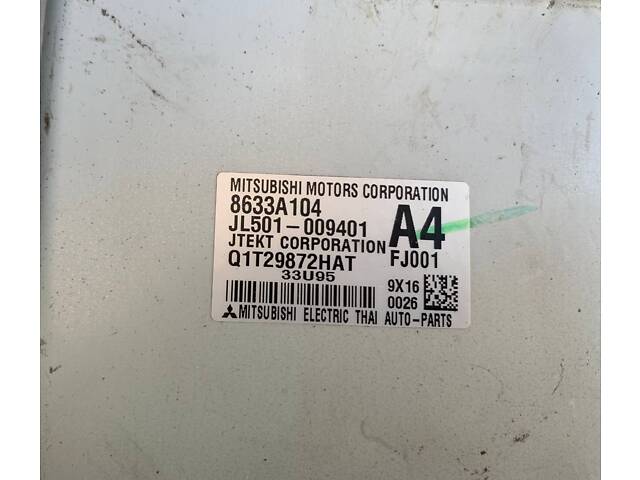 MITSUBISHI MOTORS CORPORATION
8633A104
JL501-009401
A4
JTEKT CORPORATION
Q1T29872HAT
FJ001
33U95
9X16
0026
MITSUBISHI ELECTRIC THAI AUTO-PARTS